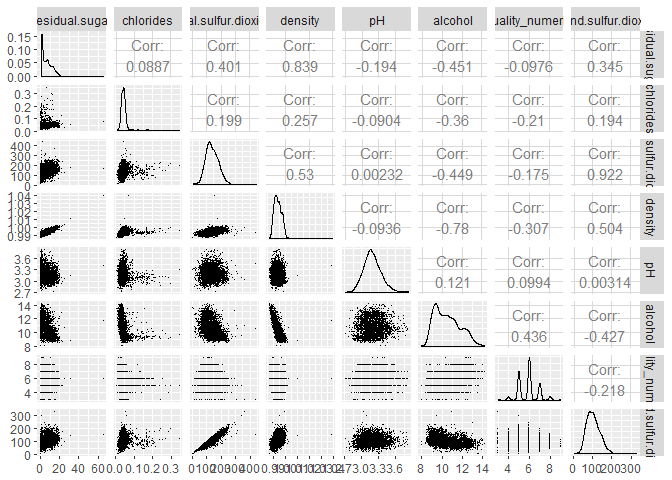 esidual.suga chlorides al.sulfur.dioxi density pH alcohol uality_numer nd.sulfur.diox
0.15
0.10
0.05
0.00
Corr: Corr: Corr: Corr: Corr: Corr: Corr:
0.0887 0.401 0.839 -0.194 -0.451 -0.0976 0.345
0.3
0.2
0.1
0.0
Corr: Corr: Corr: Corr: Corr: Corr:
0.199 0.257 -0.0904 -0.36 -0.21 0.194
chlorides
400
300
200
100
0
Corr: Corr: Corr: Corr: Corr:
0.53 0.00232 -0.449 -0.175 0.922
1.04
1.03
1.02
1.01
1.00
0.99
Corr: Corr: Corr: Corr:
-0.0936 -0.78 -0.307 0.504
density
3.6
3.3
3.0
2.7
Corr: Corr: Corr:
0.121 0.0994 0.00314
pH
14
12
10
8
Corr: Corr:
0.436 -0.427
alcohol
8
6
4
Corr:
-0.218
300
200
100
0
0 20 40 60 0.0 0.1 0.2 0.3 0 100 200 300 400 8 10 12 14 4 6 8 0 100 200 300